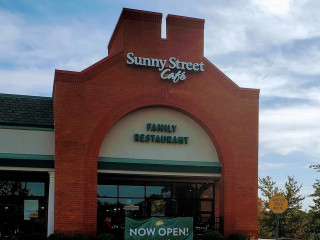 Sunny Street
Café
FAMILY
RESTAURANT
NOW OPEN!